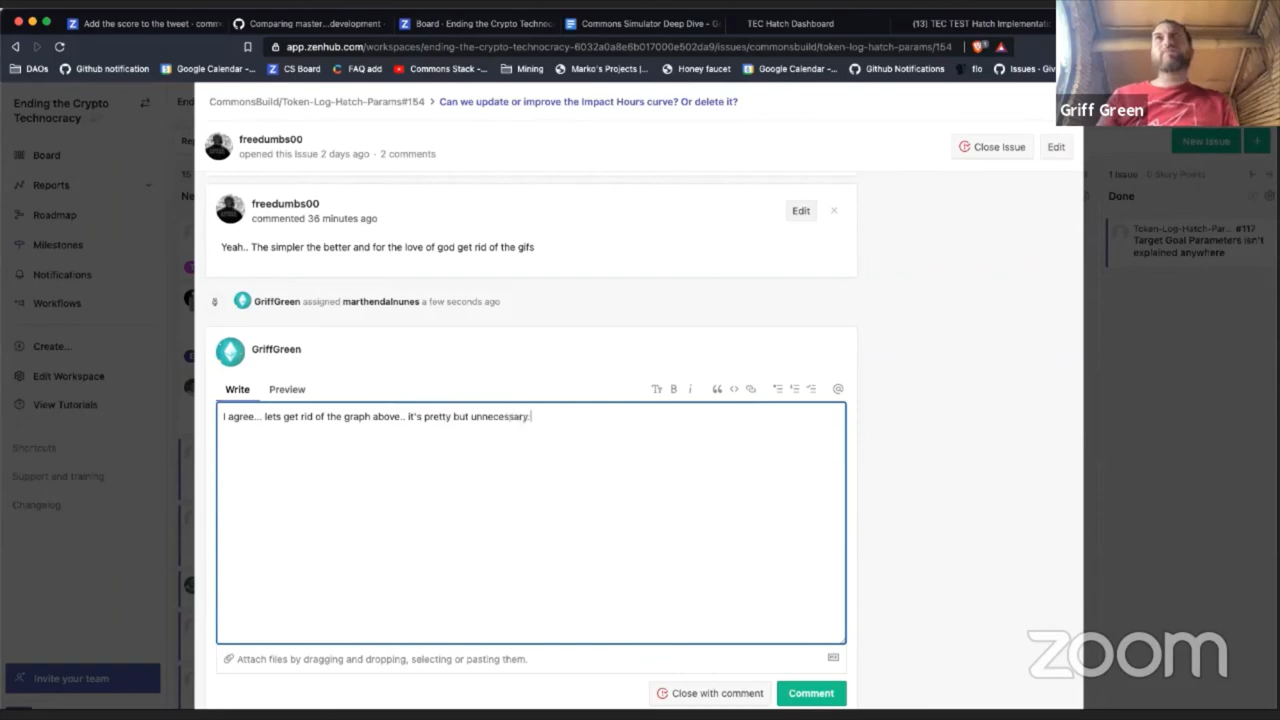 Add the score to the tweet · comm
Comparing master...development ·
Board · Ending the Crypto Technoc
Commons Simulator Deep Dive - G
TEC Hatch Dashboard
(13) TEC TEST Hatch Implementat
app.zenhub.com/workspaces/ending-the-crypto-technocracy-6032a0a8e6b017000e502da9/issues/commonsbuild/token-log-hatch-params/154
DAOs
Github notification
Google Calendar -...
CS Board
FAQ add
Commons Stack -...
Mining
Marko's Projects |...
Honey faucet
Google Calendar -...
Github Notifications
flo
Issues · Giv
Griff Green
Ending the Crypto
Technocracy
Board
Reports
Roadmap
Milestones
Notifications
Workflows
Create...
Edit Workspace
View Tutorials
Shortcuts
Support and training
Changelog
Invite your team
CommonsBuild/Token-Log-Hatch-Params#154 > Can we update or improve the Impact Hours curve? Or delete it?
freedumbs00
opened this issue 2 days ago · 2 comments
Close Issue
Edit
freedumbs00
commented 36 minutes ago
Edit
Yeah.. The simpler the better and for the love of god get rid of the gifs
GriffGreen assigned marthendalnunes a few seconds ago
GriffGreen
Write
Preview
I agree... lets get rid of the graph above.. it's pretty but unnecessary.
Attach files by dragging and dropping, selecting or pasting them.
Close with comment
Comment
New Issue
1 Issue 0 Story Points
Done
Token-Log-Hatch-Par... #117
Target Goal Parameters isn't
explained anywhere
zoom